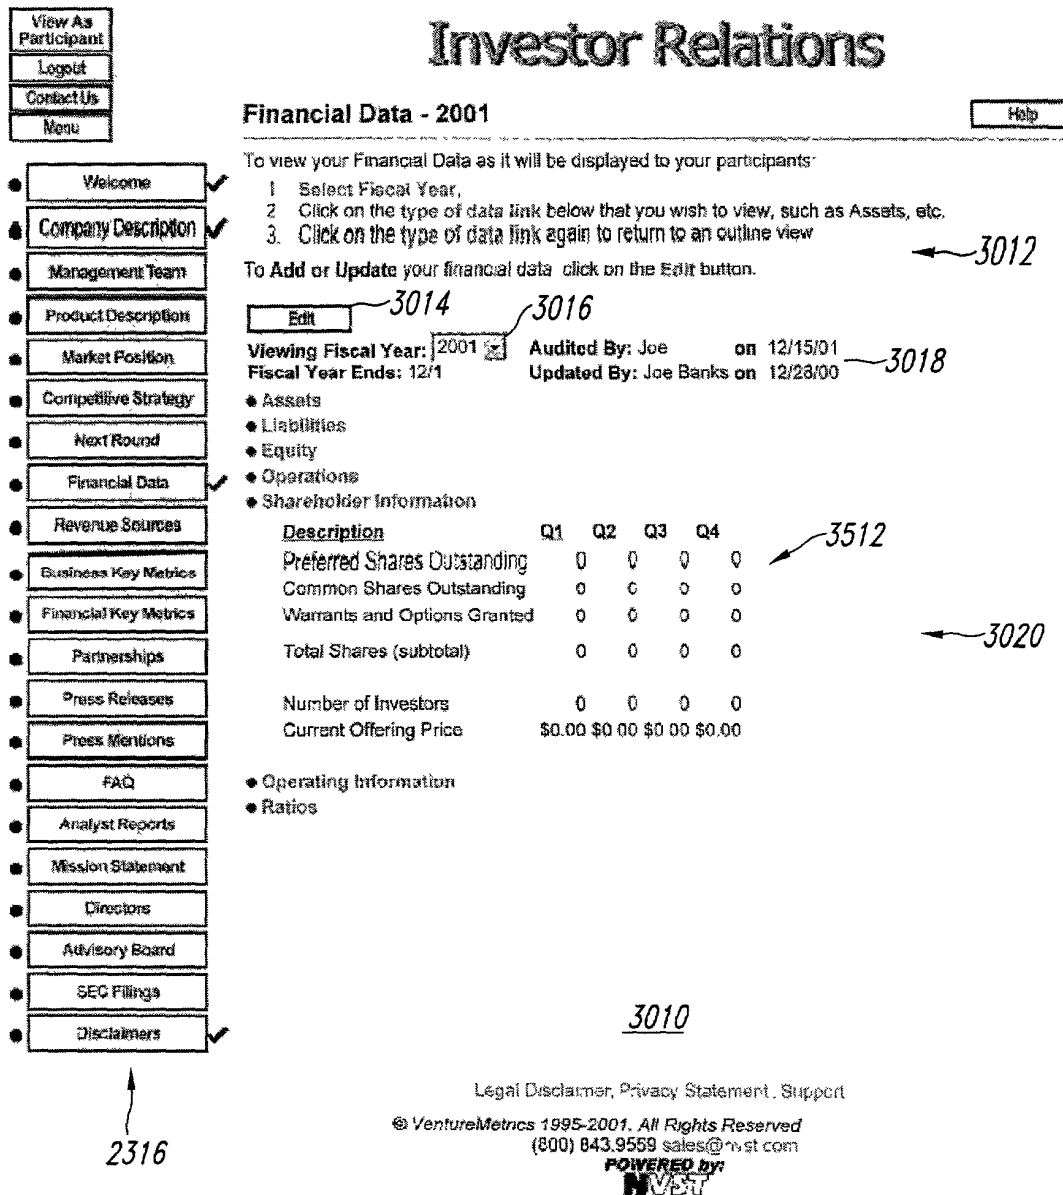 View As
Participant
Logout
Contact Us
Menu
Investor Relations
Financial Data - 2001
Help
To view your Financial Data as it will be displayed to your participants:
1 Select Fiscal Year,
2 Click on the type of data link below that you wish to view, such as Assets, etc.
3. Click on the type of data link again to return to an outline view
To Add or Update your financial data click on the Edit button.
3012
Edit
3014
3016
Viewing Fiscal Year: 2001
Audited By: Joe on 12/15/01
Fiscal Year Ends: 12/1
Updated By: Joe Banks on 12/28/00
3018
Assets
Liabilities
Equity
Operations
Shareholder Information
Description Q1 Q2 Q3 Q4
3512
Preferred Shares Outstanding 0 0 0 0
Common Shares Outstanding 0 0 0 0
Warrants and Options Granted 0 0 0 0
3020
Total Shares (subtotal) 0 0 0 0
Number of Investors 0 0 0 0
Current Offering Price $0.00 $0 00 $0 00 $0.00
Operating Information
Ratios
Welcome
Company Description
Management Team
Product Description
Market Position
Competitive Strategy
Next Round
Financial Data
Revenue Sources
Business Key Metrics
Financial Key Metrics
Partnerships
Press Releases
Press Mentions
FAQ
Analyst Reports
Mission Statement
Directors
Advisory Board
SEC Filings
Disclaimers
2316
3010
Legal Disclaimer, Privacy Statement, Support
© VentureMetrics 1995-2001. All Rights Reserved
(800) 843.9559 sales@nvst com
POWERED by:
NVST